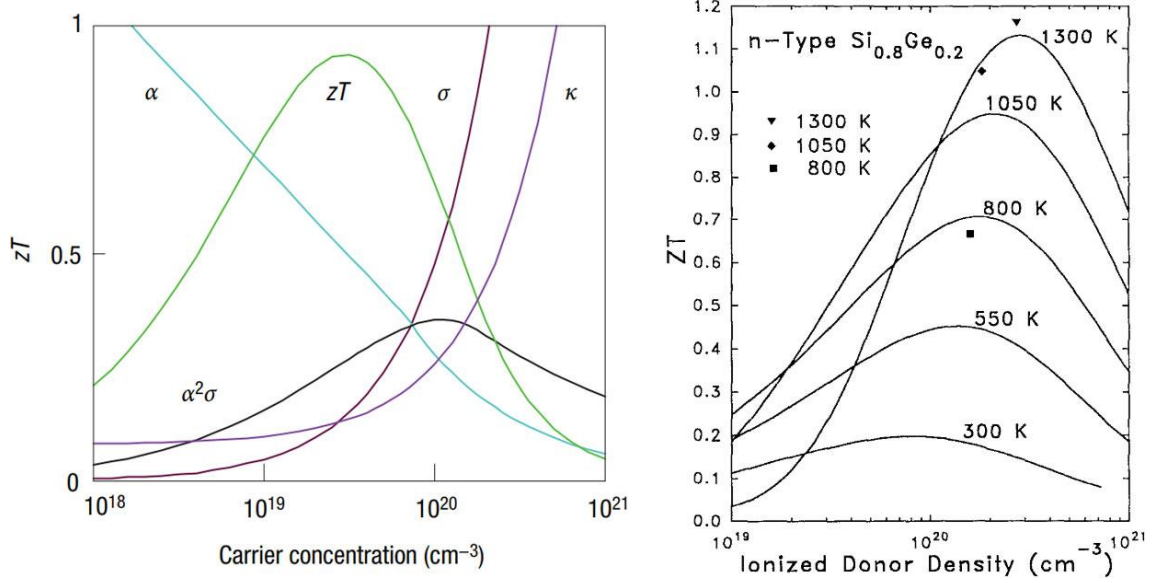 1
α
zT
σ
κ
zT
0.5
α²σ
0
10¹⁸
10¹⁹
10²⁰
10²¹
Carrier concentration (cm⁻³)
1.2
n-Type Si₀.₈Ge₀.₂
1300 K
1.1
1.0
1050 K
▼ 1300 K
0.9
◆ 1050 K
■ 800 K
0.8
800 K
0.7
ZT
0.6
0.5
550 K
0.4
0.3
300 K
0.2
0.1
0.0
10¹⁹
10²⁰
10²¹
Ionized Donor Density (cm⁻³)